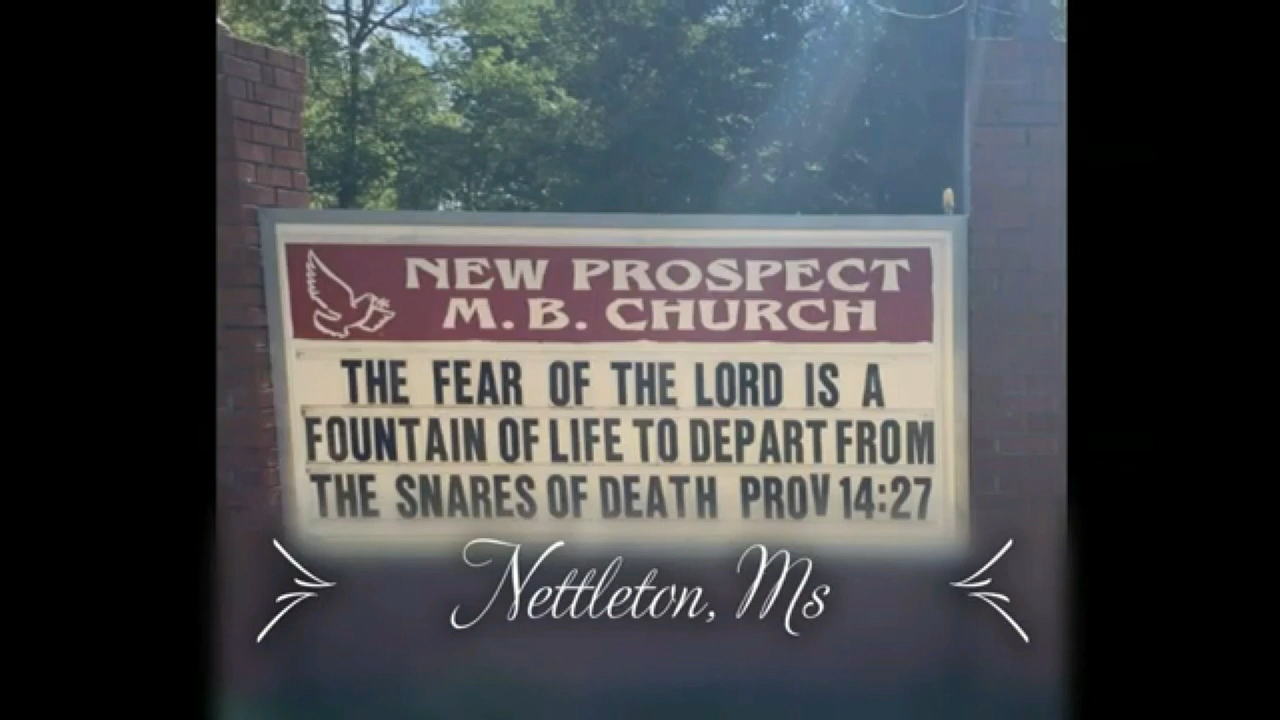 NEW PROSPECT
M. B. CHURCH
THE FEAR OF THE LORD IS A
FOUNTAIN OF LIFE TO DEPART FROM
THE SNARES OF DEATH PROV 14:27
Nettleton, Ms